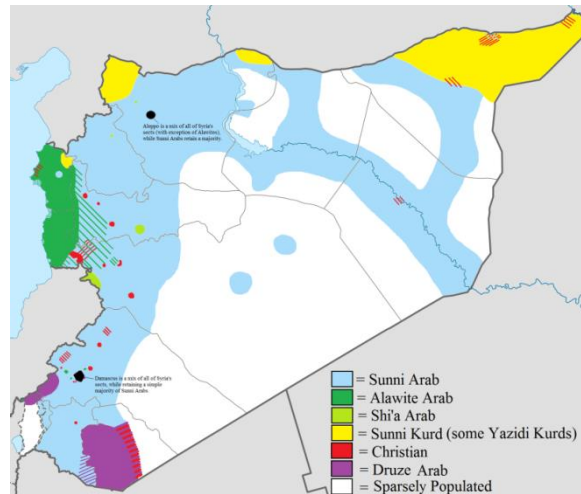 Aleppo is a mix of all of Syria's
sects (with exception of Alawites),
while Sunni Arabs retain a majority.
Damascus is a mix of all of Syria's
sects, while retaining a simple
majority of Sunni Arabs.
= Sunni Arab
= Alawite Arab
= Shi'a Arab
= Sunni Kurd (some Yazidi Kurds)
= Christian
= Druze Arab
= Sparsely Populated